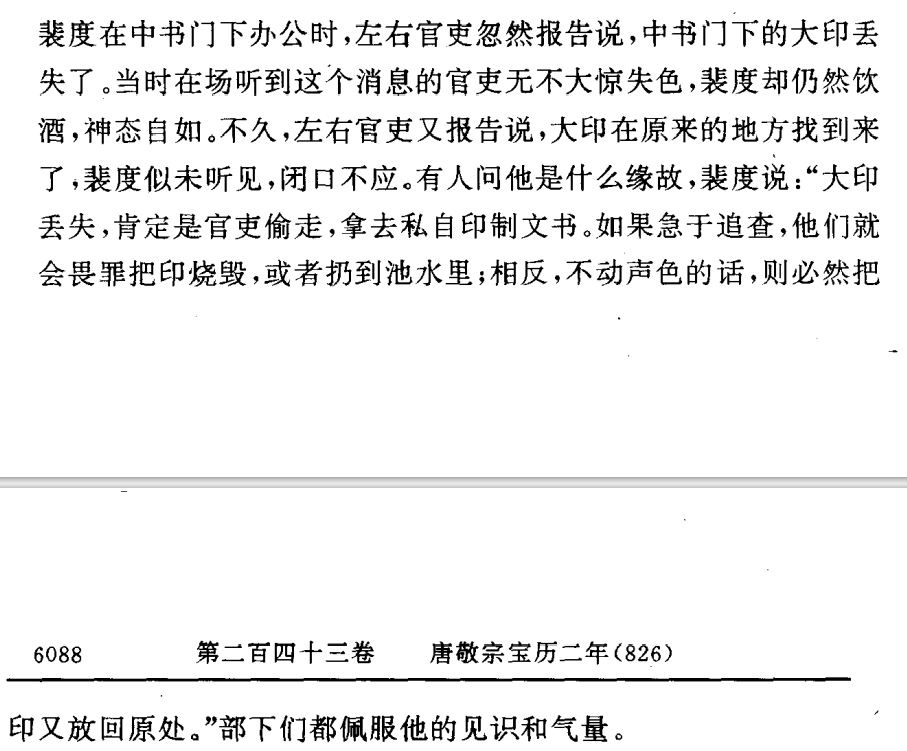 裴度在中书门下办公时,左右官吏忽然报告说,中书门下的大印丢
失了。当时在场听到这个消息的官吏无不大惊失色,裴度却仍然饮
酒,神态自如。不久,左右官吏又报告说,大印在原来的地方找到来
了,裴度似未听见,闭口不应。有人问他是什么缘故,裴度说:“大印
丢失,肯定是官吏偷走,拿去私自印制文书。如果急于追查,他们就
会畏罪把印烧毁,或者扔到池水里;相反,不动声色的话,则必然把
6088 第二百四十三卷 唐敬宗宝历二年(826)
印又放回原处。”部下们都佩服他的见识和气量。